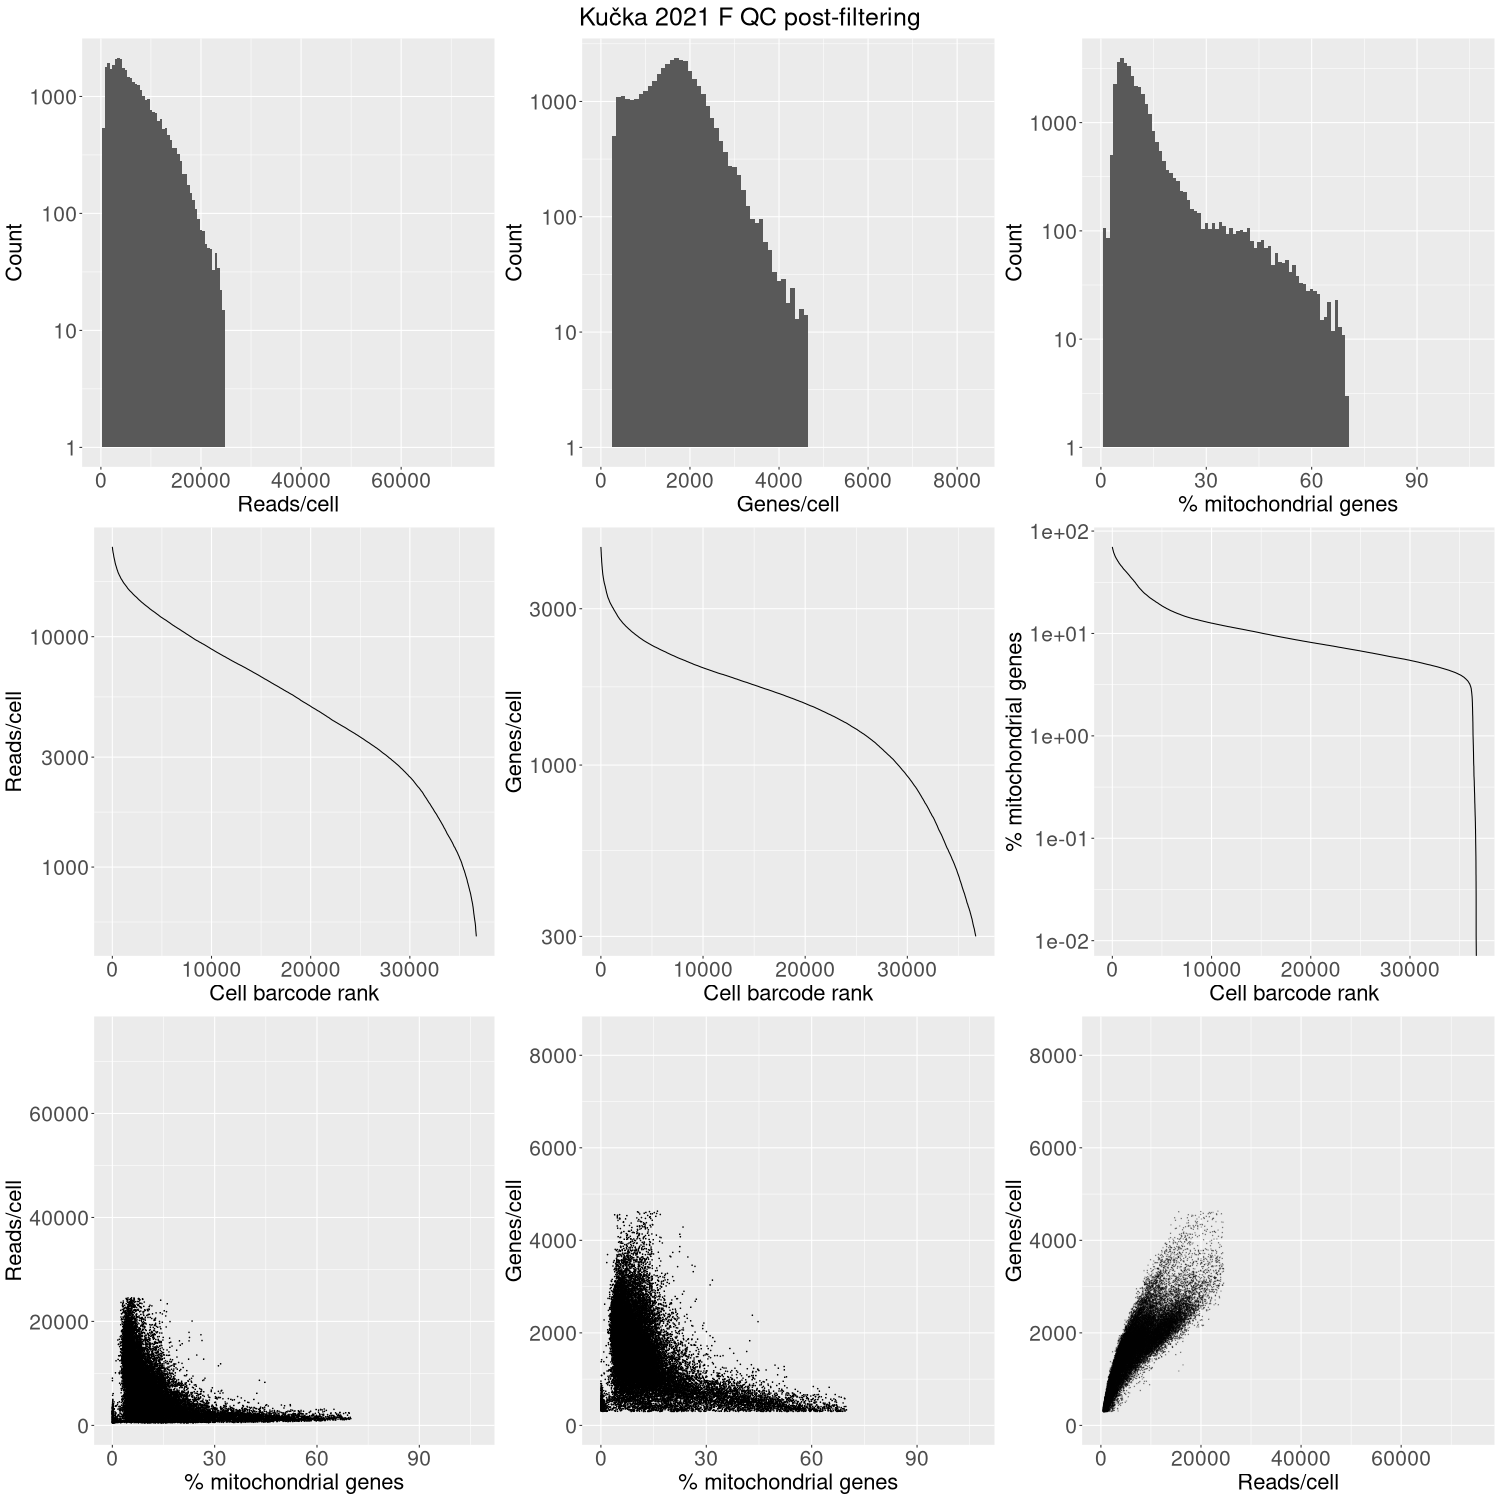 Kučka 2021 F QC post-filtering
1000
100
10
1
Count
0 20000 40000 60000
Reads/cell
1000
100
10
1
Count
0 2000 4000 6000 8000
Genes/cell
1000
100
10
1
Count
0 30 60 90
% mitochondrial genes
10000
3000
1000
Reads/cell
0 10000 20000 30000
Cell barcode rank
3000
1000
300
Genes/cell
0 10000 20000 30000
Cell barcode rank
1e+02
1e+01
1e+00
1e-01
1e-02
% mitochondrial genes
0 10000 20000 30000
Cell barcode rank
60000
40000
20000
0
Reads/cell
0 30 60 90
% mitochondrial genes
8000
6000
4000
2000
0
Genes/cell
0 30 60 90
% mitochondrial genes
8000
6000
4000
2000
0
Genes/cell
0 20000 40000 60000
Reads/cell